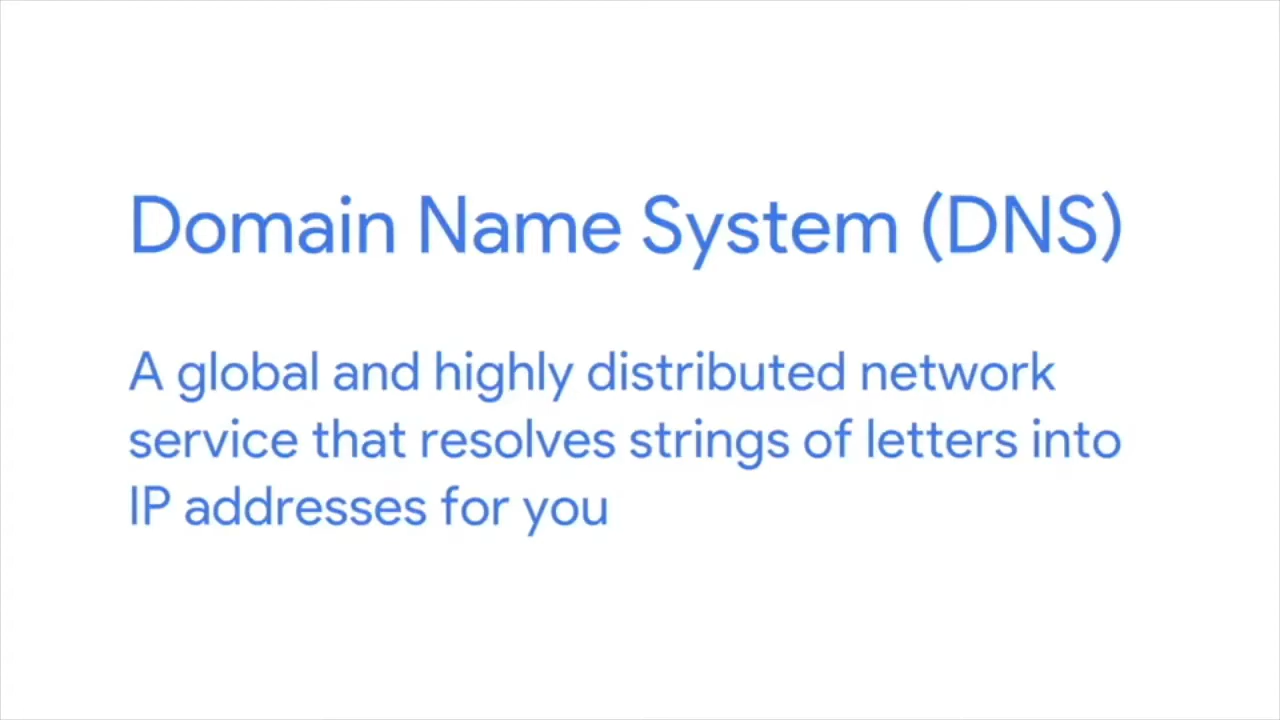 Domain Name System (DNS)
A global and highly distributed network
service that resolves strings of letters into
IP addresses for you